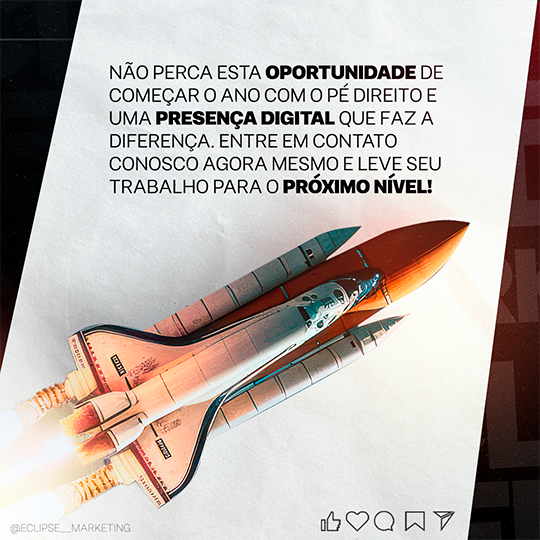 NÃO PERCA ESTA OPORTUNIDADE DE
COMEÇAR O ANO COM O PÉ DIREITO E
UMA PRESENÇA DIGITAL QUE FAZ A
DIFERENÇA. ENTRE EM CONTATO
CONOSCO AGORA MESMO E LEVE SEU
TRABALHO PARA O PRÓXIMO NÍVEL!
@ECLIPSE__MARKETING